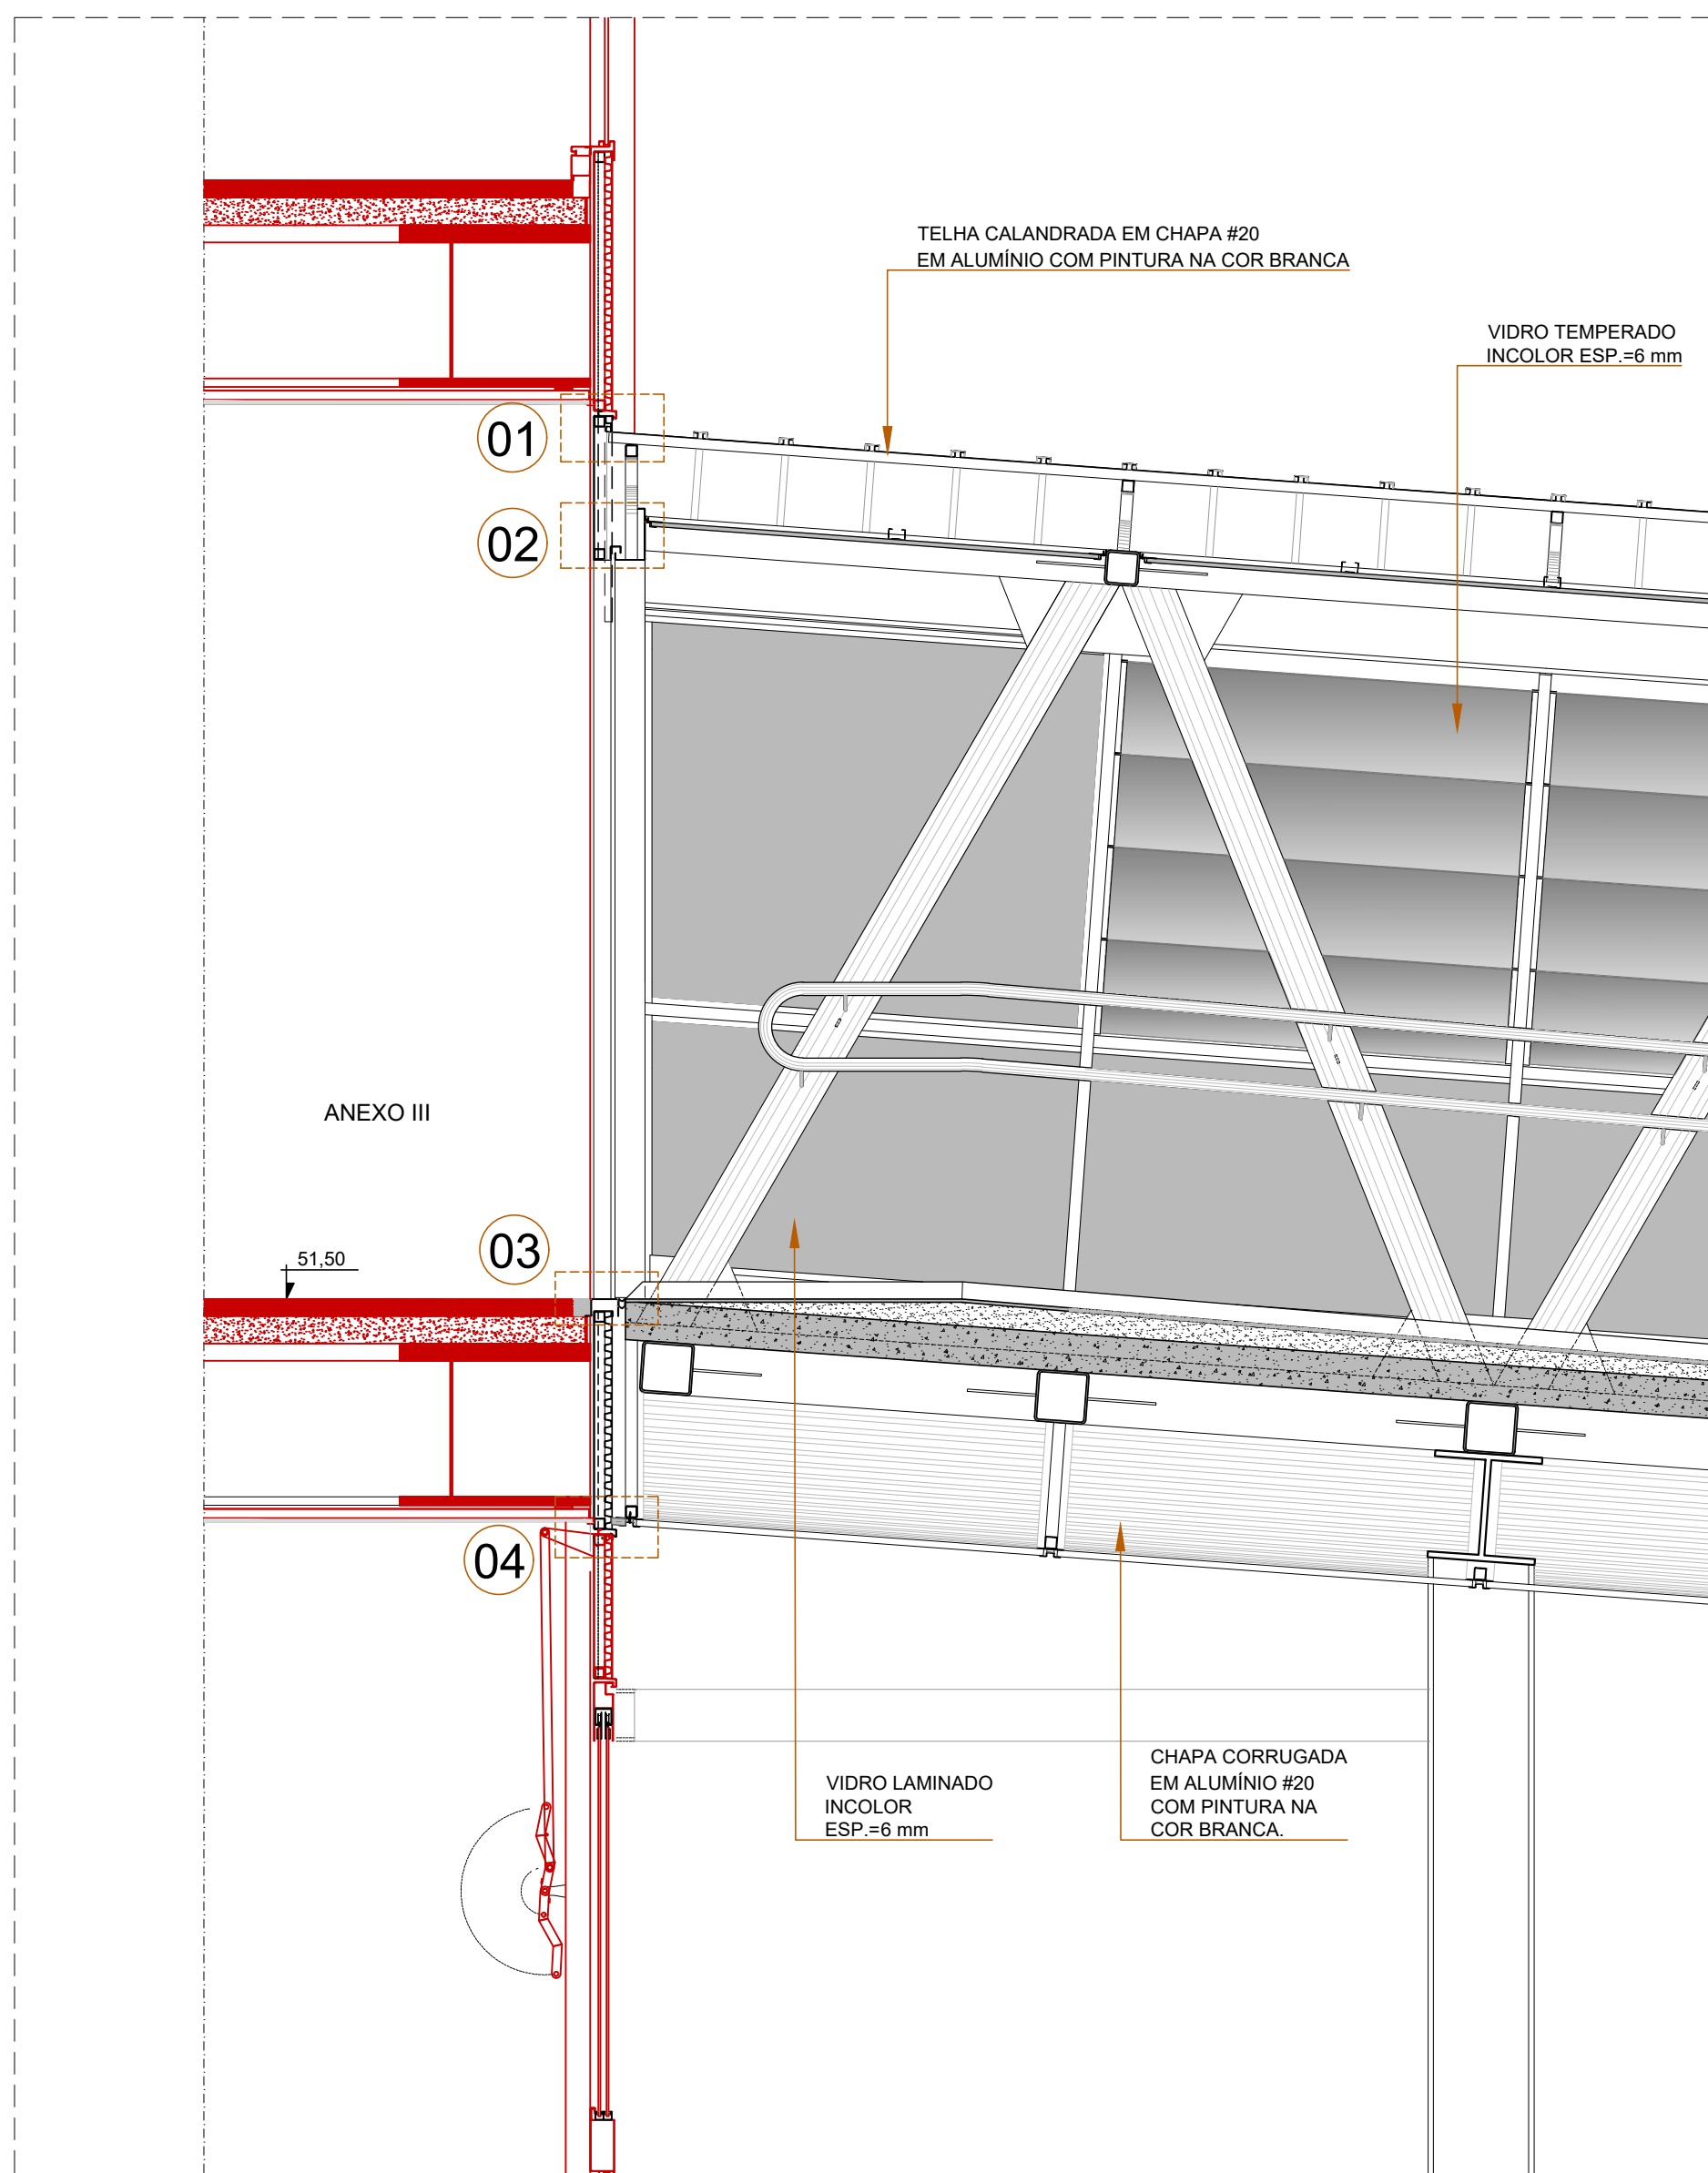 TELHA CALANDRADA EM CHAPA #20
EM ALUMÍNIO COM PINTURA NA COR BRANCA
VIDRO TEMPERADO
INCOLOR ESP.=6 mm
01
02
ANEXO III
03
51,50
04
VIDRO LAMINADO
INCOLOR
ESP.=6 mm
CHAPA CORRUGADA
EM ALUMÍNIO #20
COM PINTURA NA
COR BRANCA.